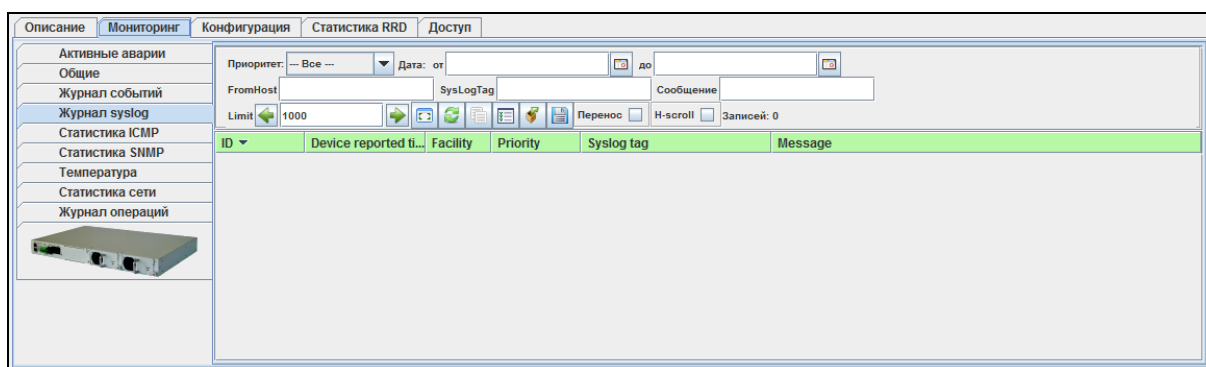 Описание Мониторинг Конфигурация Статистика RRD Доступ
Активные аварии
Общие
Журнал событий
Журнал syslog
Статистика ICMP
Статистика SNMP
Температура
Статистика сети
Журнал операций
Приоритет: --- Все --- Дата: от до
FromHost SysLogTag Сообщение
Limit 1000 Перенос H-scroll Записей: 0
ID Device reported ti... Facility Priority Syslog tag Message